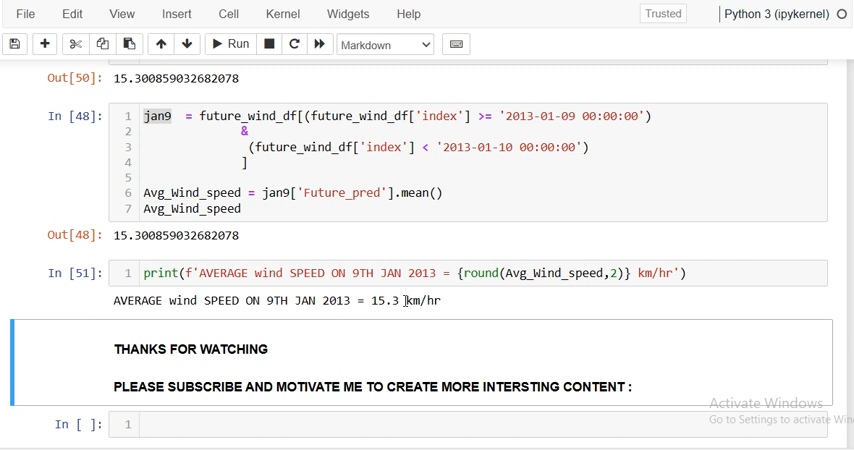 File Edit View Insert Cell Kernel Widgets Help Trusted Python 3 (ipykernel)
Run Markdown
Out[50]: 15.300859032682078
In [48]: 1 jan9 = future_wind_df[(future_wind_df['index'] >= '2013-01-09 00:00:00')
2 &
3 (future_wind_df['index'] < '2013-01-10 00:00:00')
4 ]
5
6 Avg_Wind_speed = jan9['Future_pred'].mean()
7 Avg_Wind_speed
Out[48]: 15.300859032682078
In [51]: 1 print(f'AVERAGE wind SPEED ON 9TH JAN 2013 = {round(Avg_Wind_speed,2)} km/hr')
AVERAGE wind SPEED ON 9TH JAN 2013 = 15.3 km/hr
THANKS FOR WATCHING
PLEASE SUBSCRIBE AND MOTIVATE ME TO CREATE MORE INTERSTING CONTENT :
Activate Windows
Go to Settings to activate Win
In [ ]: 1